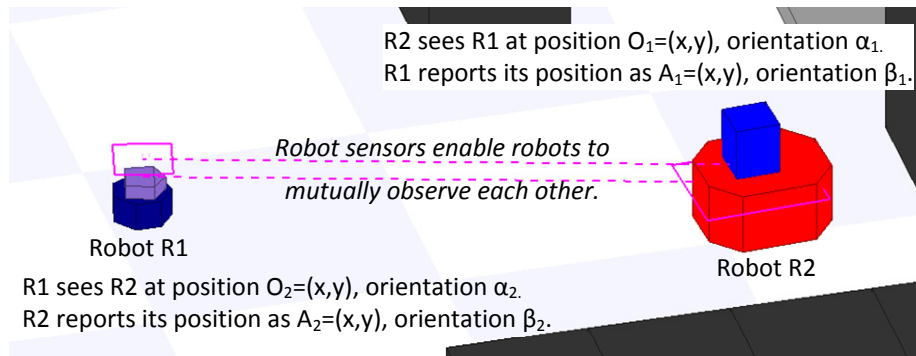 R2 sees R1 at position O₁=(x,y), orientation α₁.
R1 reports its position as A₁=(x,y), orientation β₁.
Robot sensors enable robots to
mutually observe each other.
Robot R1
Robot R2
R1 sees R2 at position O₂=(x,y), orientation α₂.
R2 reports its position as A₂=(x,y), orientation β₂.